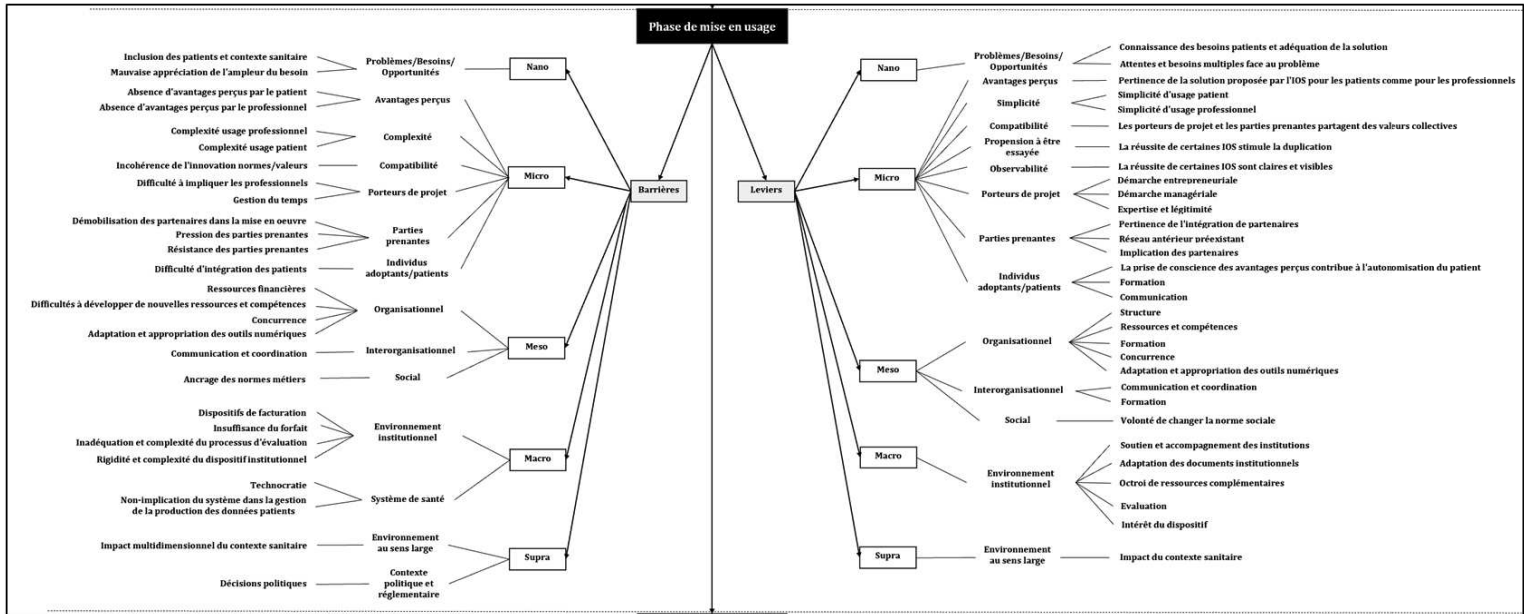 Phase de mise en usage
Barrières
Nano
Problèmes/Besoins/
Opportunités
Inclusion des patients et contexte sanitaire
Mauvaise appréciation de l'ampleur du besoin
Micro
Avantages perçus
Absence d'avantages perçus par le patient
Absence d'avantages perçus par le professionnel
Complexité
Complexité usage professionnel
Complexité usage patient
Compatibilité
Incohérence de l'innovation normes/valeurs
Porteurs de projet
Difficulté à impliquer les professionnels
Gestion du temps
Parties
prenantes
Démobilisation des partenaires dans la mise en oeuvre
Pression des parties prenantes
Résistance des parties prenantes
Individus
adoptants/patients
Difficulté d'intégration des patients
Meso
Organisationnel
Ressources financières
Difficultés à développer de nouvelles ressources et compétences
Concurrence
Adaptation et appropriation des outils numériques
Interorganisationnel
Communication et coordination
Social
Ancrage des normes métiers
Macro
Environnement
institutionnel
Dispositifs de facturation
Insuffisance du forfait
Inadéquation et complexité du processus d'évaluation
Rigidité et complexité du dispositif institutionnel
Système de santé
Technocratie
Non-implication du système dans la gestion
de la production des données patients
Supra
Environnement
au sens large
Impact multidimensionnel du contexte sanitaire
Contexte
politique et
réglementaire
Décisions politiques
Leviers
Nano
Problèmes/Besoins/
Opportunités
Connaissance des besoins patients et adéquation de la solution
Attentes et besoins multiples face au problème
Micro
Avantages perçus
Pertinence de la solution proposée par l'IOS pour les patients comme pour les professionnels
Simplicité
Simplicité d'usage patient
Simplicité d'usage professionnel
Compatibilité
Les porteurs de projet et les parties prenantes partagent des valeurs collectives
Propension à être
essayée
La réussite de certaines IOS stimule la duplication
Observabilité
La réussite de certaines IOS sont claires et visibles
Porteurs de projet
Démarche entrepreneuriale
Démarche managériale
Expertise et légitimité
Parties prenantes
Pertinence de l'intégration de partenaires
Réseau antérieur préexistant
Implication des partenaires
Individus
adoptants/patients
La prise de conscience des avantages perçus contribue à l'autonomisation du patient
Formation
Communication
Meso
Organisationnel
Structure
Ressources et compétences
Formation
Concurrence
Adaptation et appropriation des outils numériques
Interorganisationnel
Communication et coordination
Formation
Social
Volonté de changer la norme sociale
Macro
Environnement
institutionnel
Soutien et accompagnement des institutions
Adaptation des documents institutionnels
Octroi de ressources complémentaires
Evaluation
Intérêt du dispositif
Supra
Environnement
au sens large
Impact du contexte sanitaire